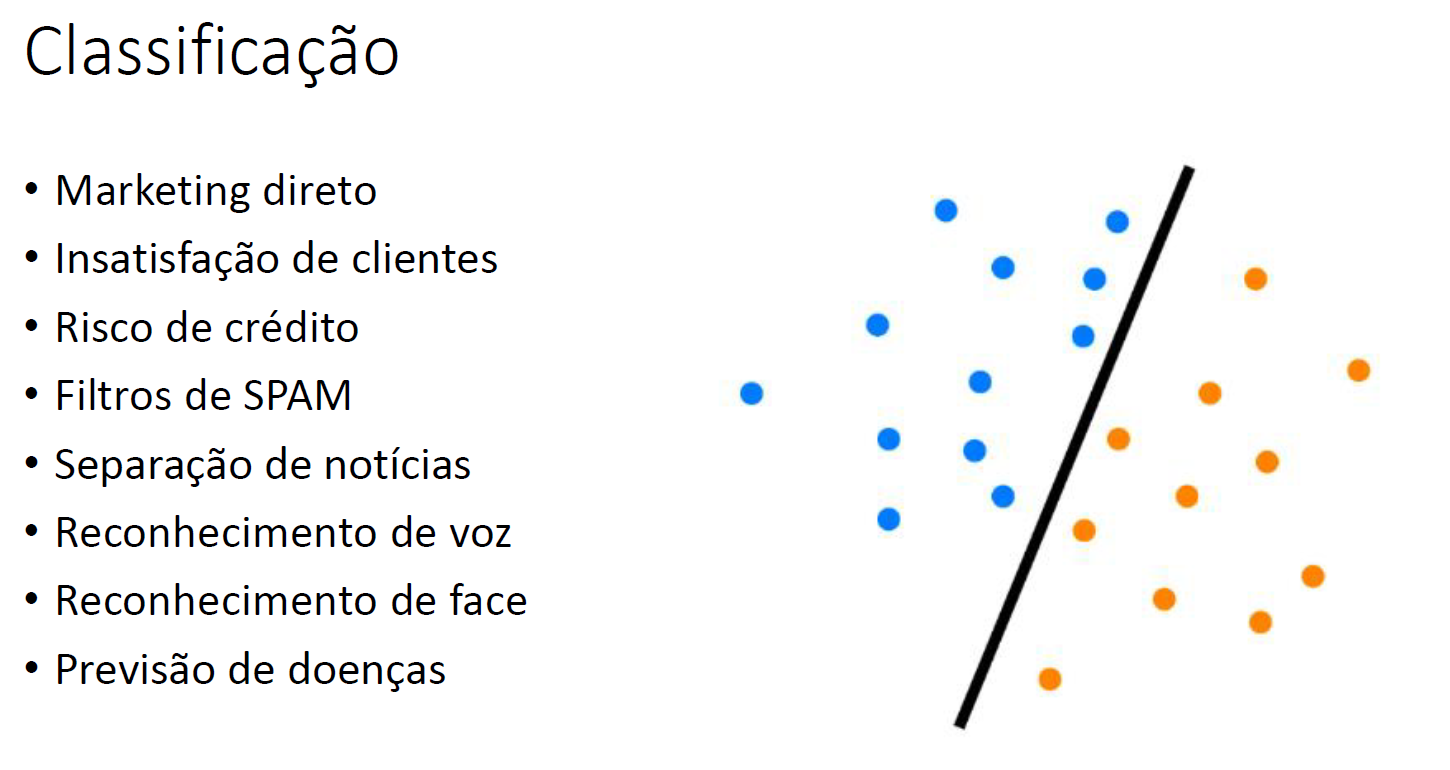 Classificação
• Marketing direto
• Insatisfação de clientes
• Risco de crédito
• Filtros de SPAM
• Separação de notícias
• Reconhecimento de voz
• Reconhecimento de face
• Previsão de doenças